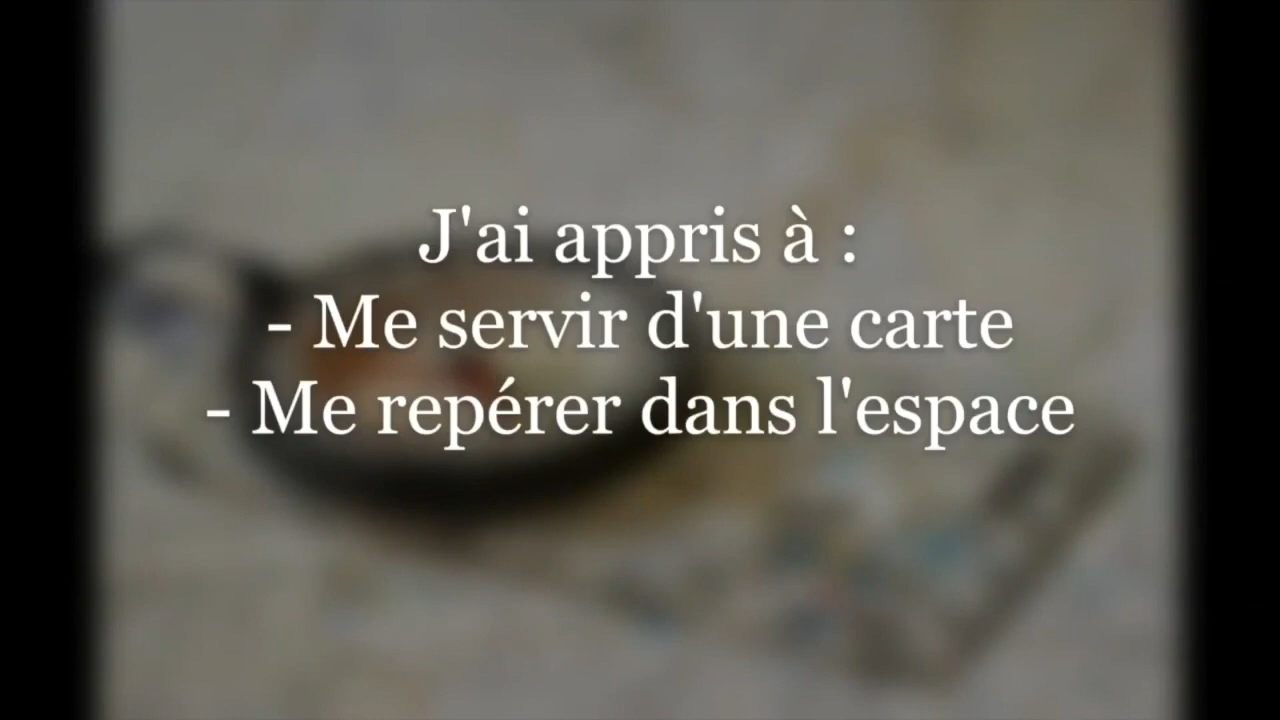 J'ai appris à :
- Me servir d'une carte
- Me repérer dans l'espace